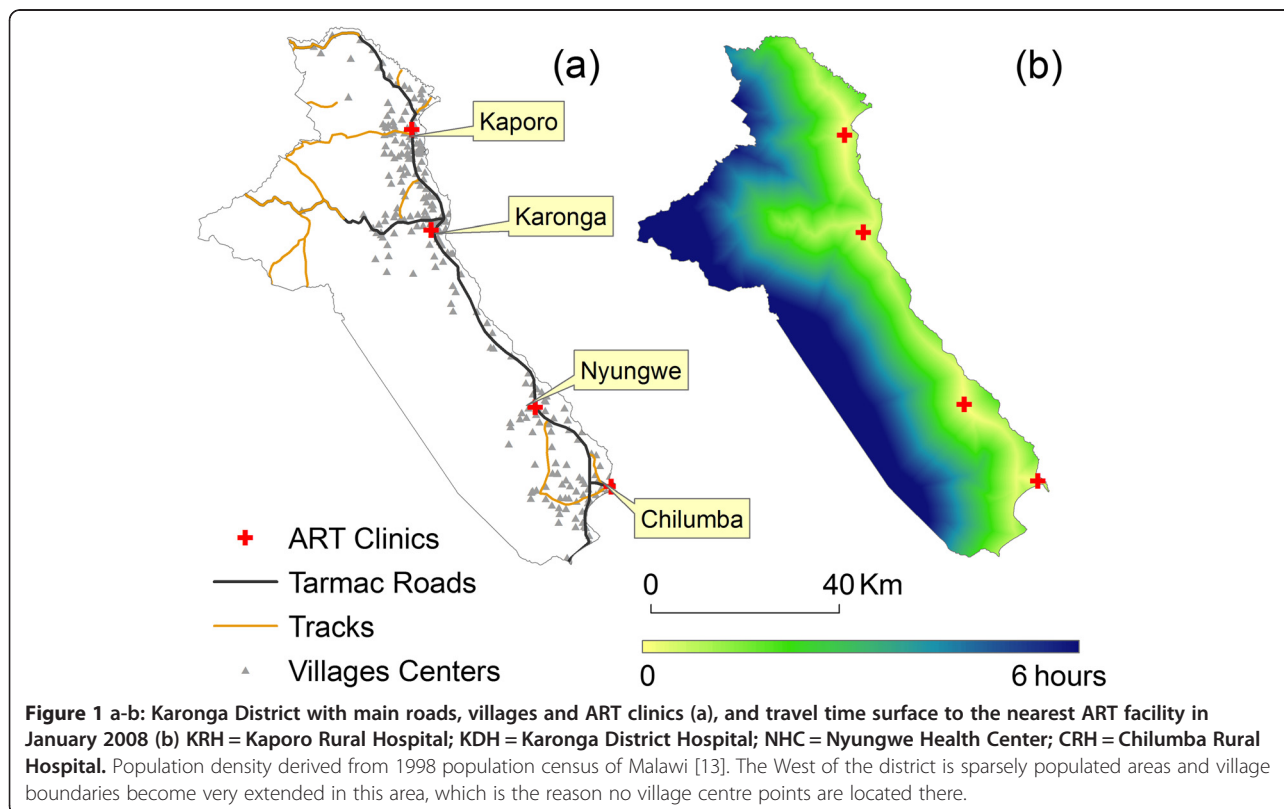 (a)
(b)
Kaporo
Karonga
Nyungwe
Chilumba
ART Clinics
Tarmac Roads
Tracks
Villages Centers
0 40 Km
0 6 hours
Figure 1 a-b: Karonga District with main roads, villages and ART clinics (a), and travel time surface to the nearest ART facility in
January 2008 (b) KRH = Kaporo Rural Hospital; KDH = Karonga District Hospital; NHC = Nyungwe Health Center; CRH = Chilumba Rural
Hospital. Population density derived from 1998 population census of Malawi [13]. The West of the district is sparsely populated areas and village
boundaries become very extended in this area, which is the reason no village centre points are located there.